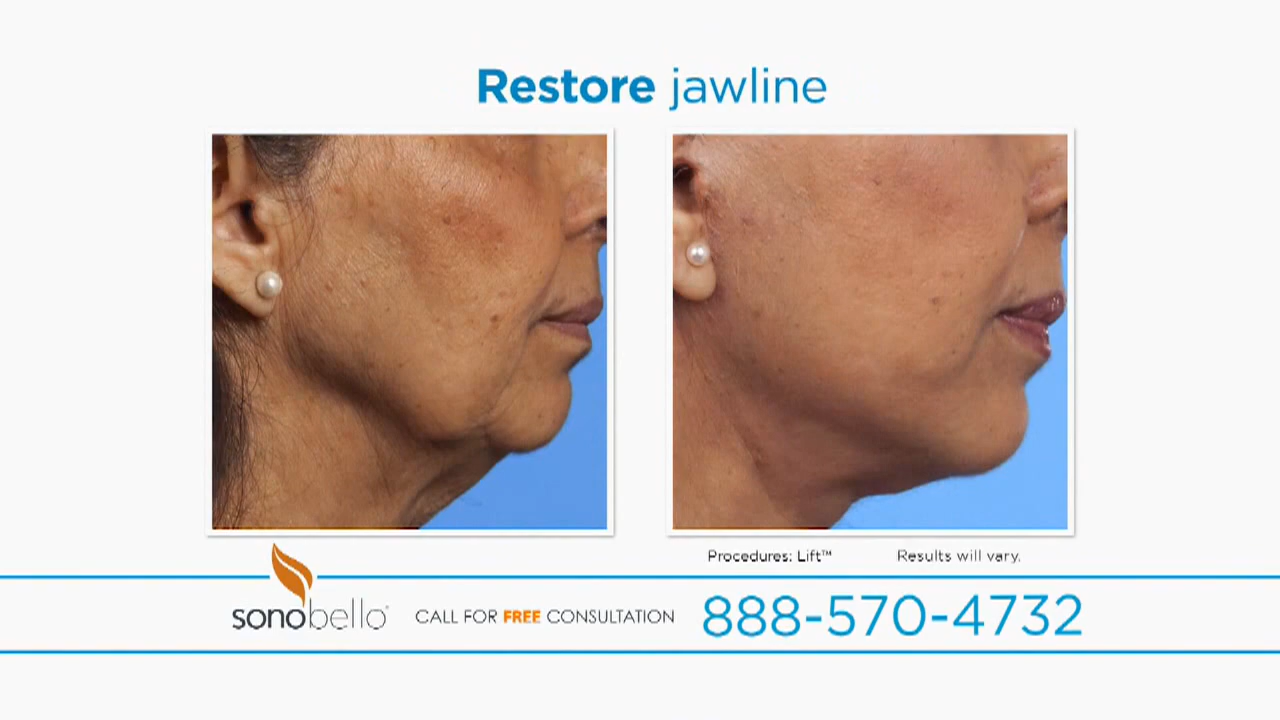 Restore jawline
Procedures: Lift™
Results will vary.
sonobello
CALL FOR FREE CONSULTATION
888-570-4732